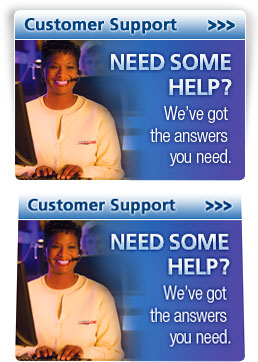 Customer Support >>>
NEED SOME
HELP?
We've got
the answers
you need.
Customer Support >>>
NEED SOME
HELP?
We've got
the answers
you need.